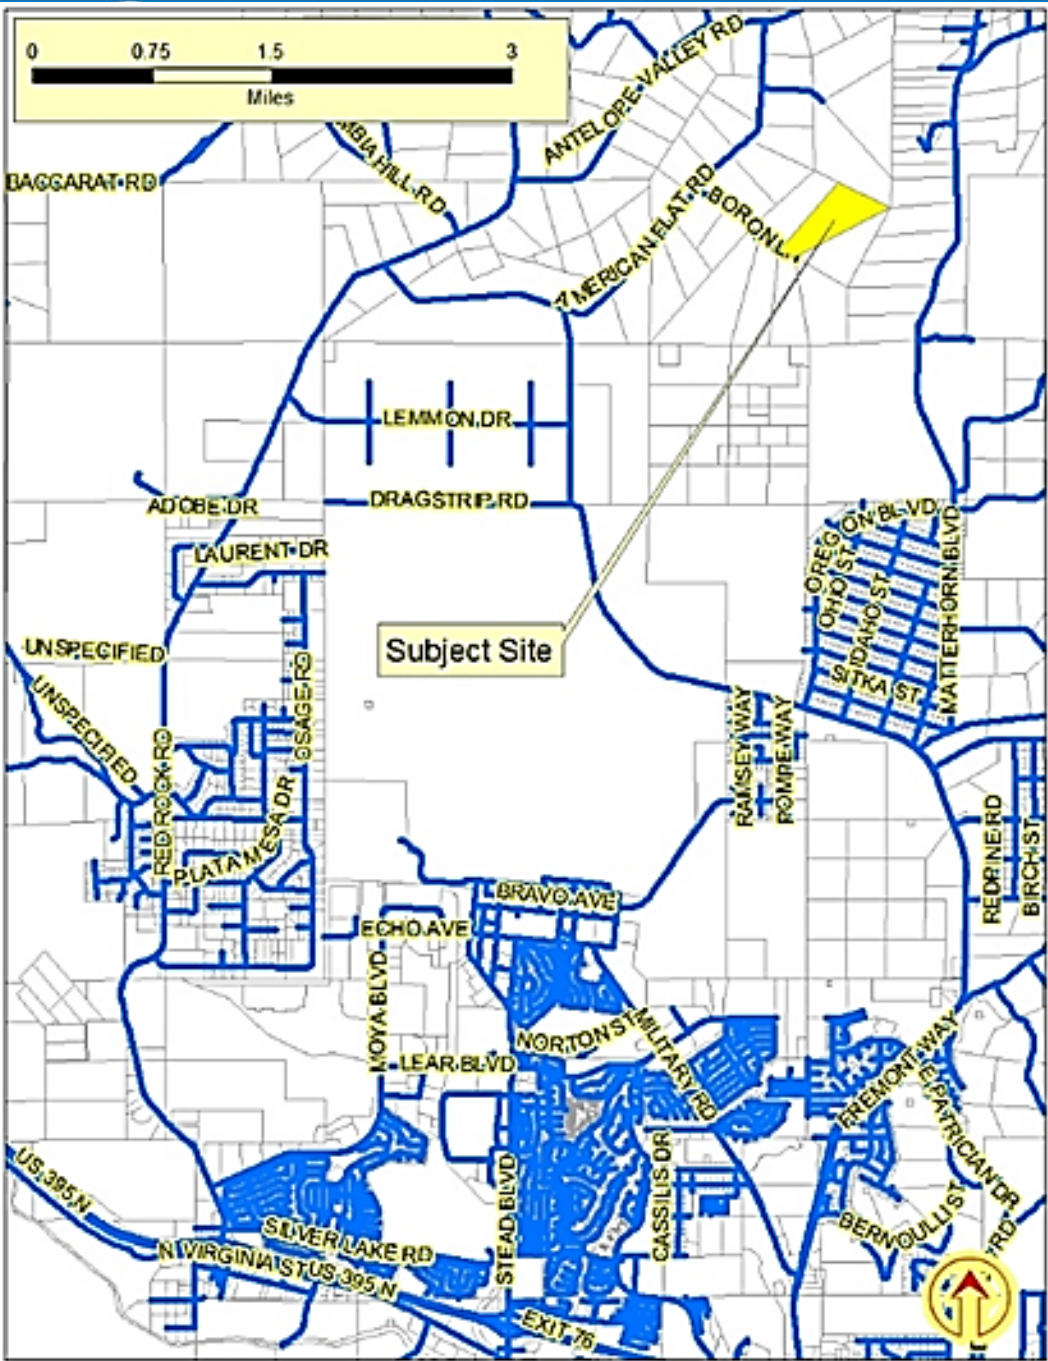 0 0.75 1.5 3
Miles
ANTELOPE VALLEY RD
MBIA HILL RD
BACCARAT RD
AMERICAN FLAT RD
BORON LN
LEMMON DR
DRAGSTRIP RD
ADOBE DR
LAURENT DR
OREGON BLVD
OHIO ST
IDAHO ST
SITKA ST
MATTERHORN BLVD
Subject Site
UNSPECIFIED
UNSPECIFIED
OSAGE RD
RED ROCK RD
PLATA MESA DR
RAMSEY WAY
POMPE WAY
REDPINE RD
BIRCH ST
BRAVO AVE
ECHO AVE
MOYA BLVD
NORTON ST
MILITARY RD
LEAR BLVD
FREMONT WAY
E PATRICIAN DR
CASSILIS DR
STEAD BLVD
BERNOULLI ST
RD
US 395 N
SILVER LAKE RD
N VIRGINIA ST
US 395 N
EXIT 76